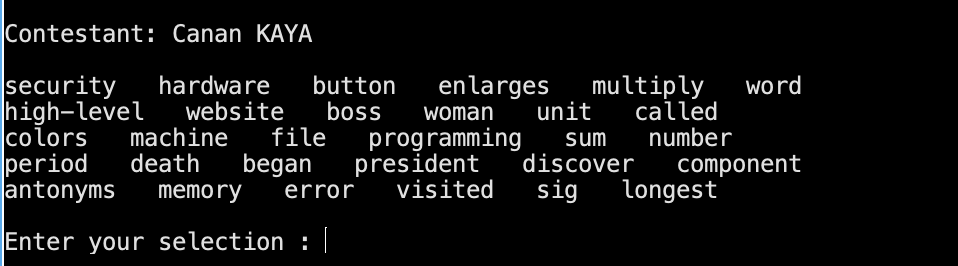 Contestant: Canan KAYA
security hardware button enlarges multiply word
high-level website boss woman unit called
colors machine file programming sum number
period death began president discover component
antonyms memory error visited sig longest
Enter your selection :